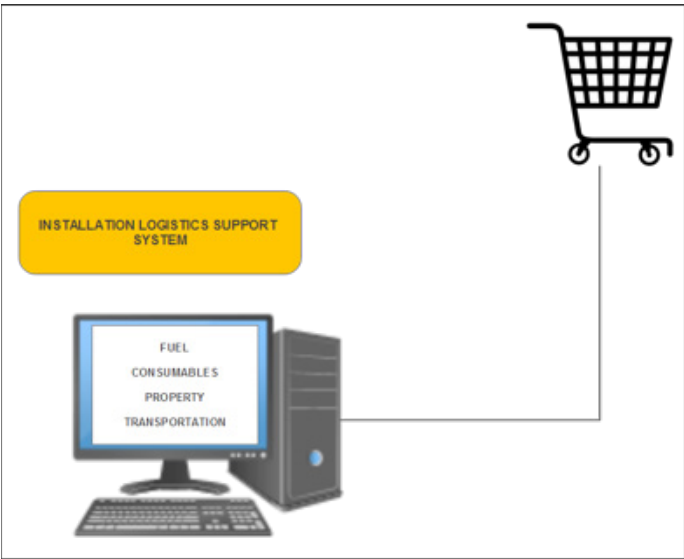 INSTALLATION LOGISTICS SUPPORT
SYSTEM
FUEL
CONSUMABLES
PROPERTY
TRANSPORTATION